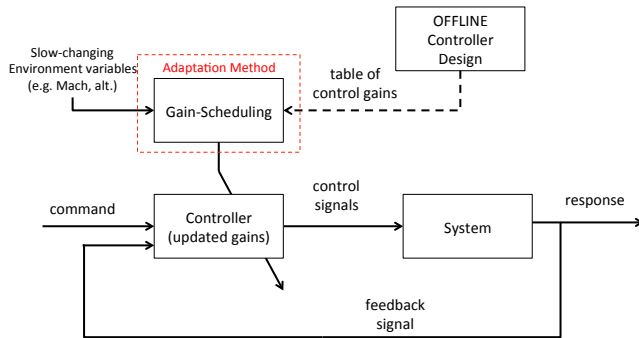 OFFLINE
Controller
Design
Slow-changing
Environment variables
(e.g. Mach, alt.)
Adaptation Method
Gain-Scheduling
table of
control gains
command
Controller
(updated gains)
control
signals
System
response
feedback
signal